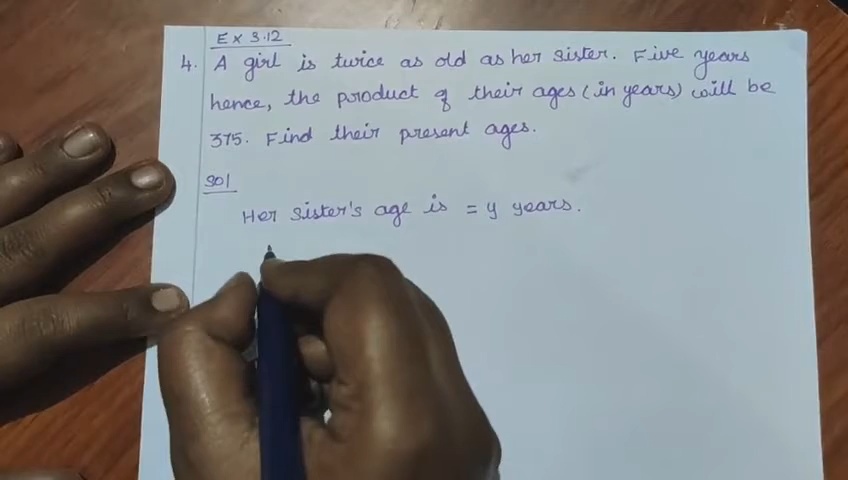 Ex 3.12
4. A girl is twice as old as her sister. Five years
hence, the product of their ages (in years) will be
375. Find their present ages.
Sol
Her sister's age is = y years.